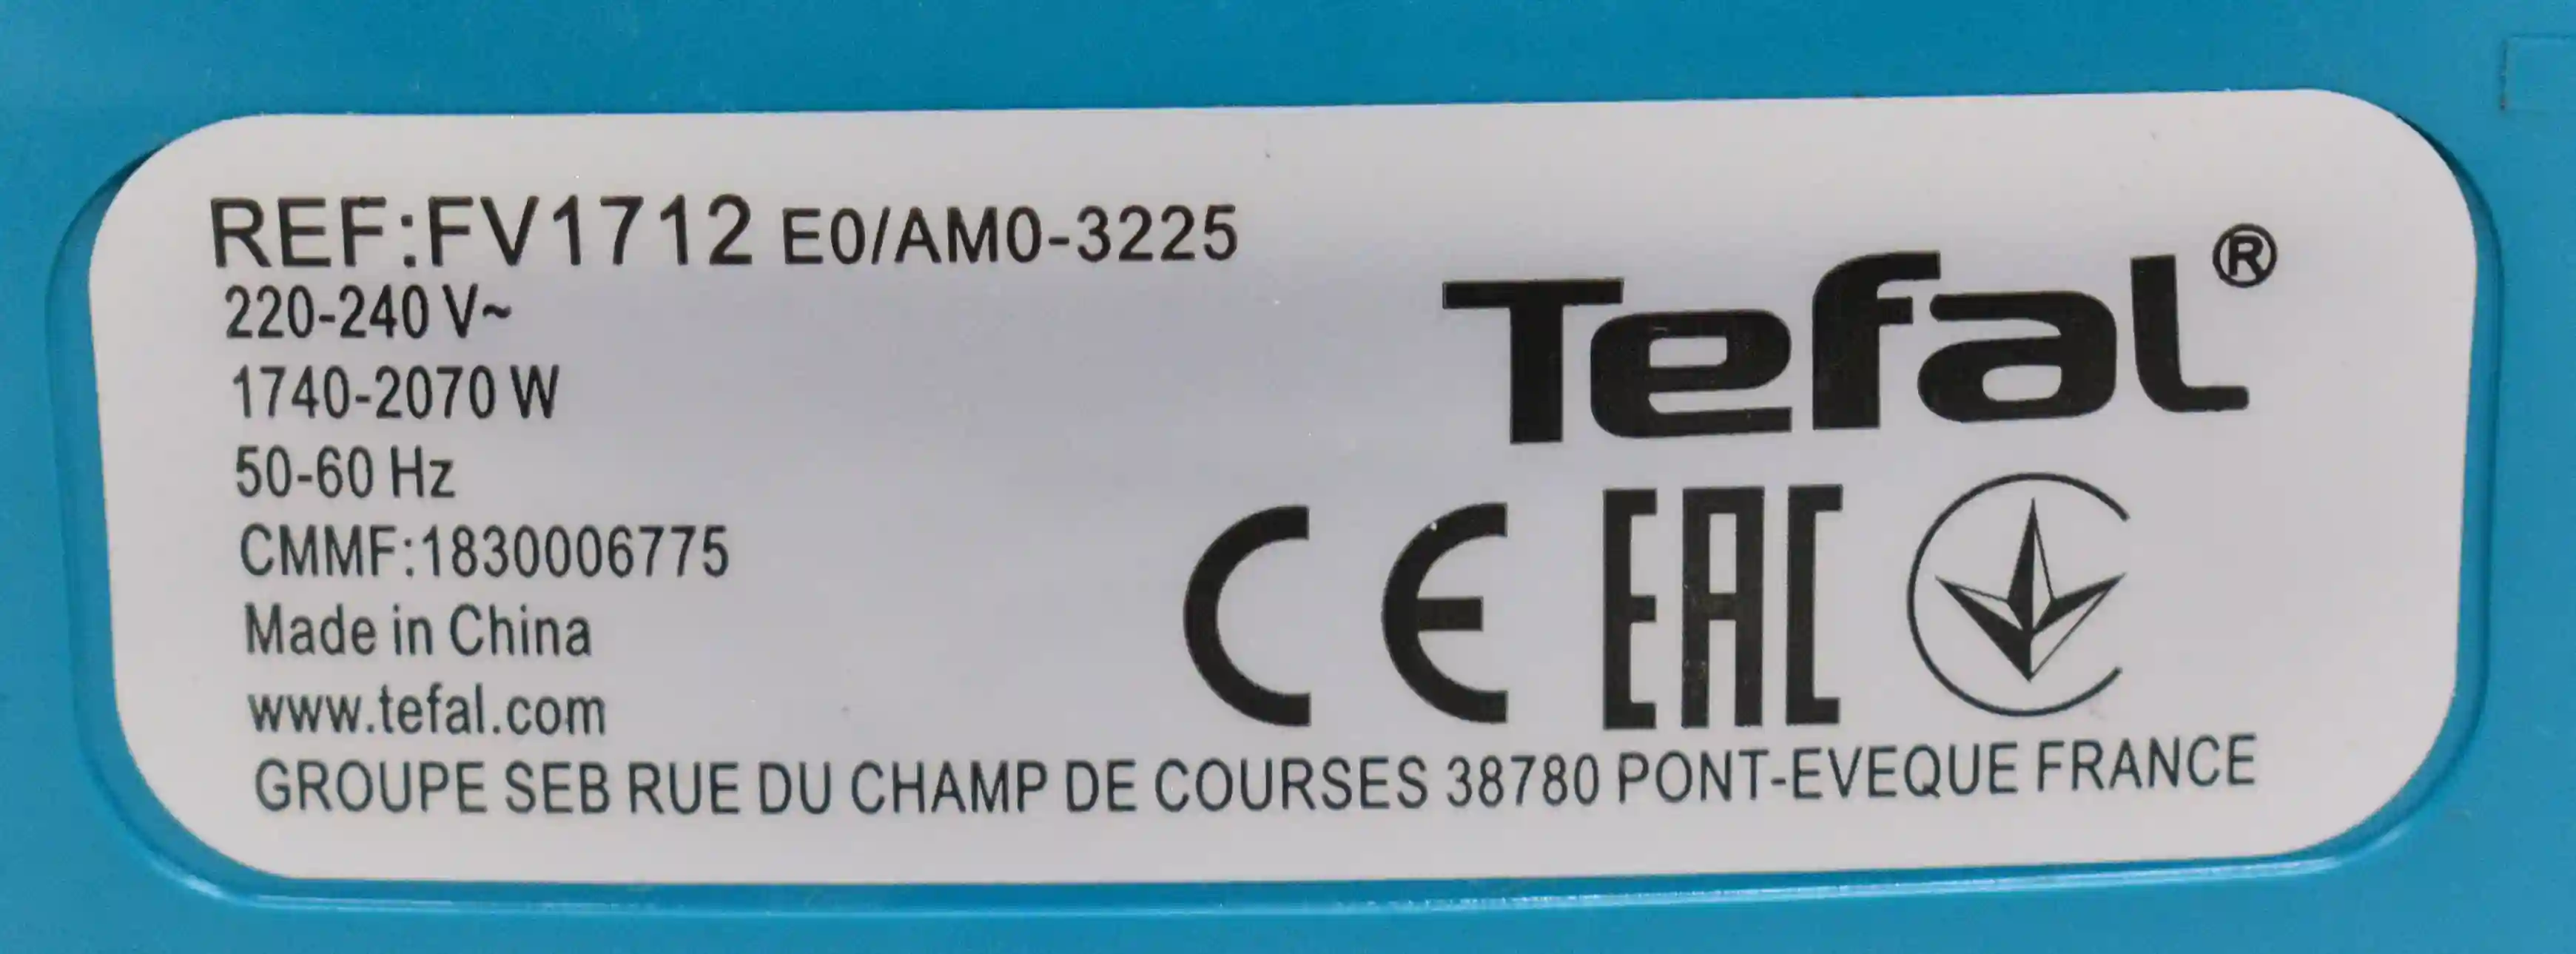 REF:FV1712 E0/AM0-3225
220-240 V~
1740-2070 W
50-60 Hz
CMMF:1830006775
Made in China
www.tefal.com
Tefal®
CE EAC
GROUPE SEB RUE DU CHAMP DE COURSES 38780 PONT-EVEQUE FRANCE